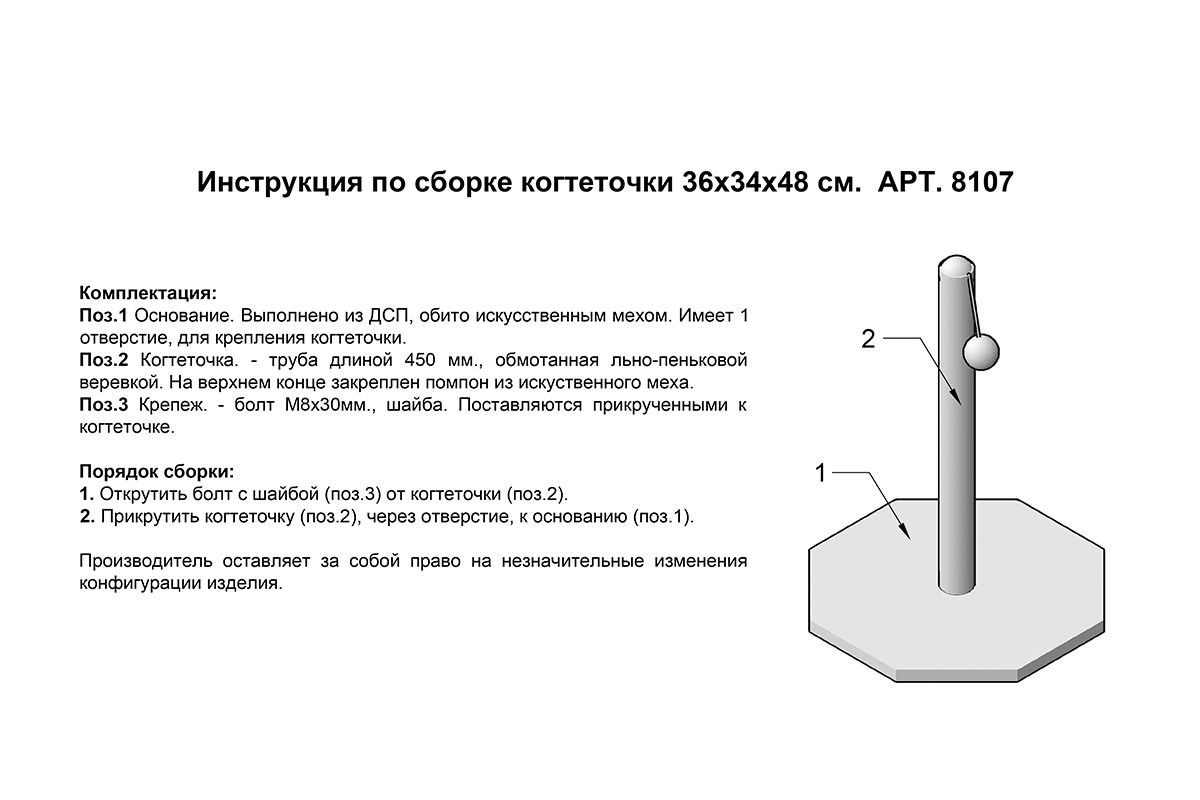 Инструкция по сборке когтеточки 36х34х48 см.  АРТ. 8107
Комплектация:
Поз.1 Основание. Выполнено из ДСП, обито искусственным мехом. Имеет 1
отверстие, для крепления когтеточки.
Поз.2 Когтеточка. - труба длиной 450 мм., обмотанная льно-пеньковой
веревкой. На верхнем конце закреплен помпон из искуственного меха.
Поз.3 Крепеж. - болт М8х30мм., шайба. Поставляются прикрученными к
когтеточке.
Порядок сборки:
1. Открутить болт с шайбой (поз.3) от когтеточки (поз.2).
2. Прикрутить когтеточку (поз.2), через отверстие, к основанию (поз.1).
Производитель оставляет за собой право на незначительные изменения
конфигурации изделия.
2
1